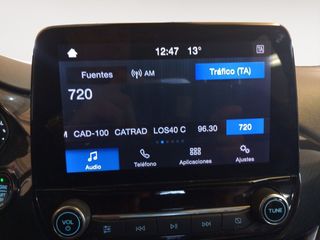 12:47 13°
Fuentes AM Tráfico (TA)
720
CAD-100 CATRAD LOS40 C 96.30 720
Audio Teléfono Aplicaciones Ajustes
VOL TUNE